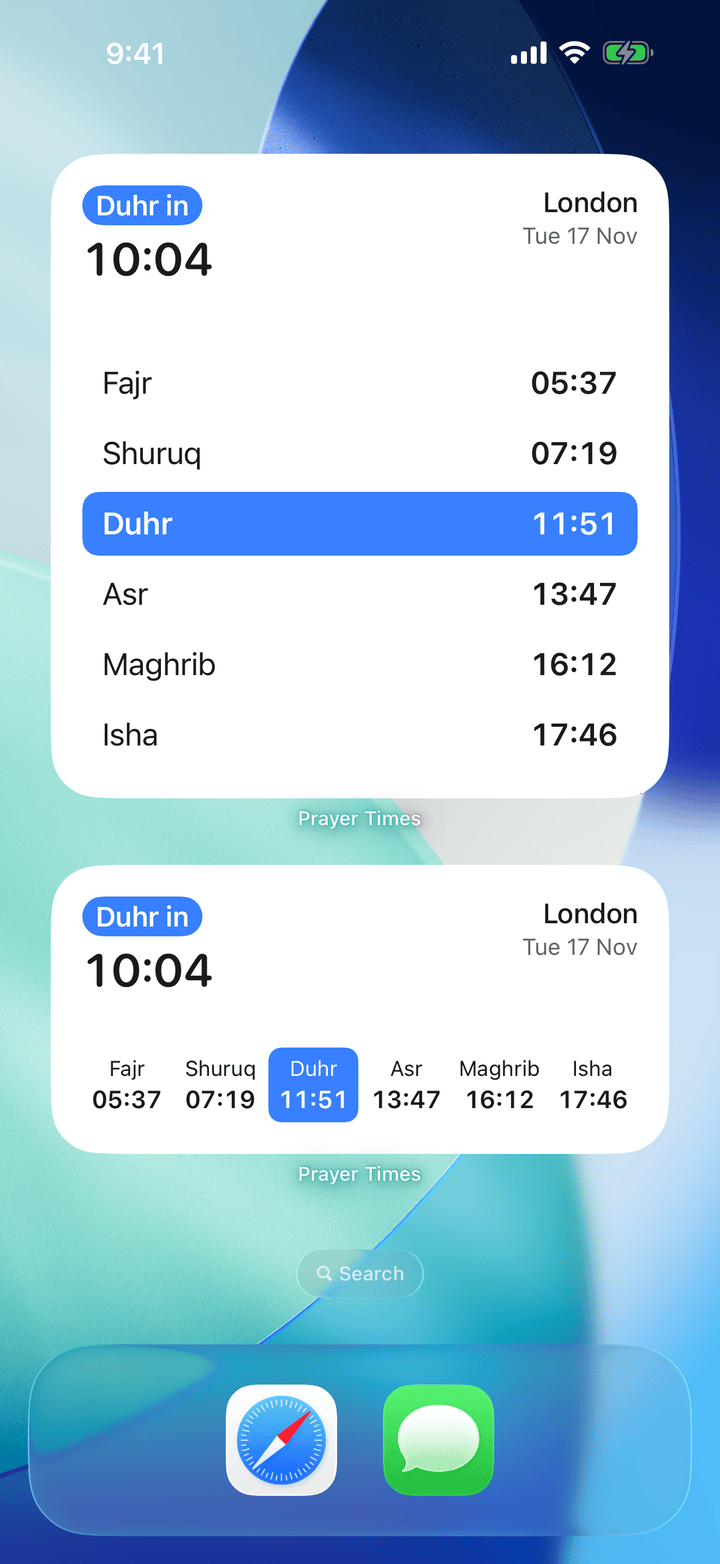 9:41
Duhr in
London
10:04
Tue 17 Nov
Fajr 05:37
Shuruq 07:19
Duhr 11:51
Asr 13:47
Maghrib 16:12
Isha 17:46
Prayer Times
Duhr in
London
10:04
Tue 17 Nov
Fajr Shuruq Duhr Asr Maghrib Isha
05:37 07:19 11:51 13:47 16:12 17:46
Prayer Times
Search